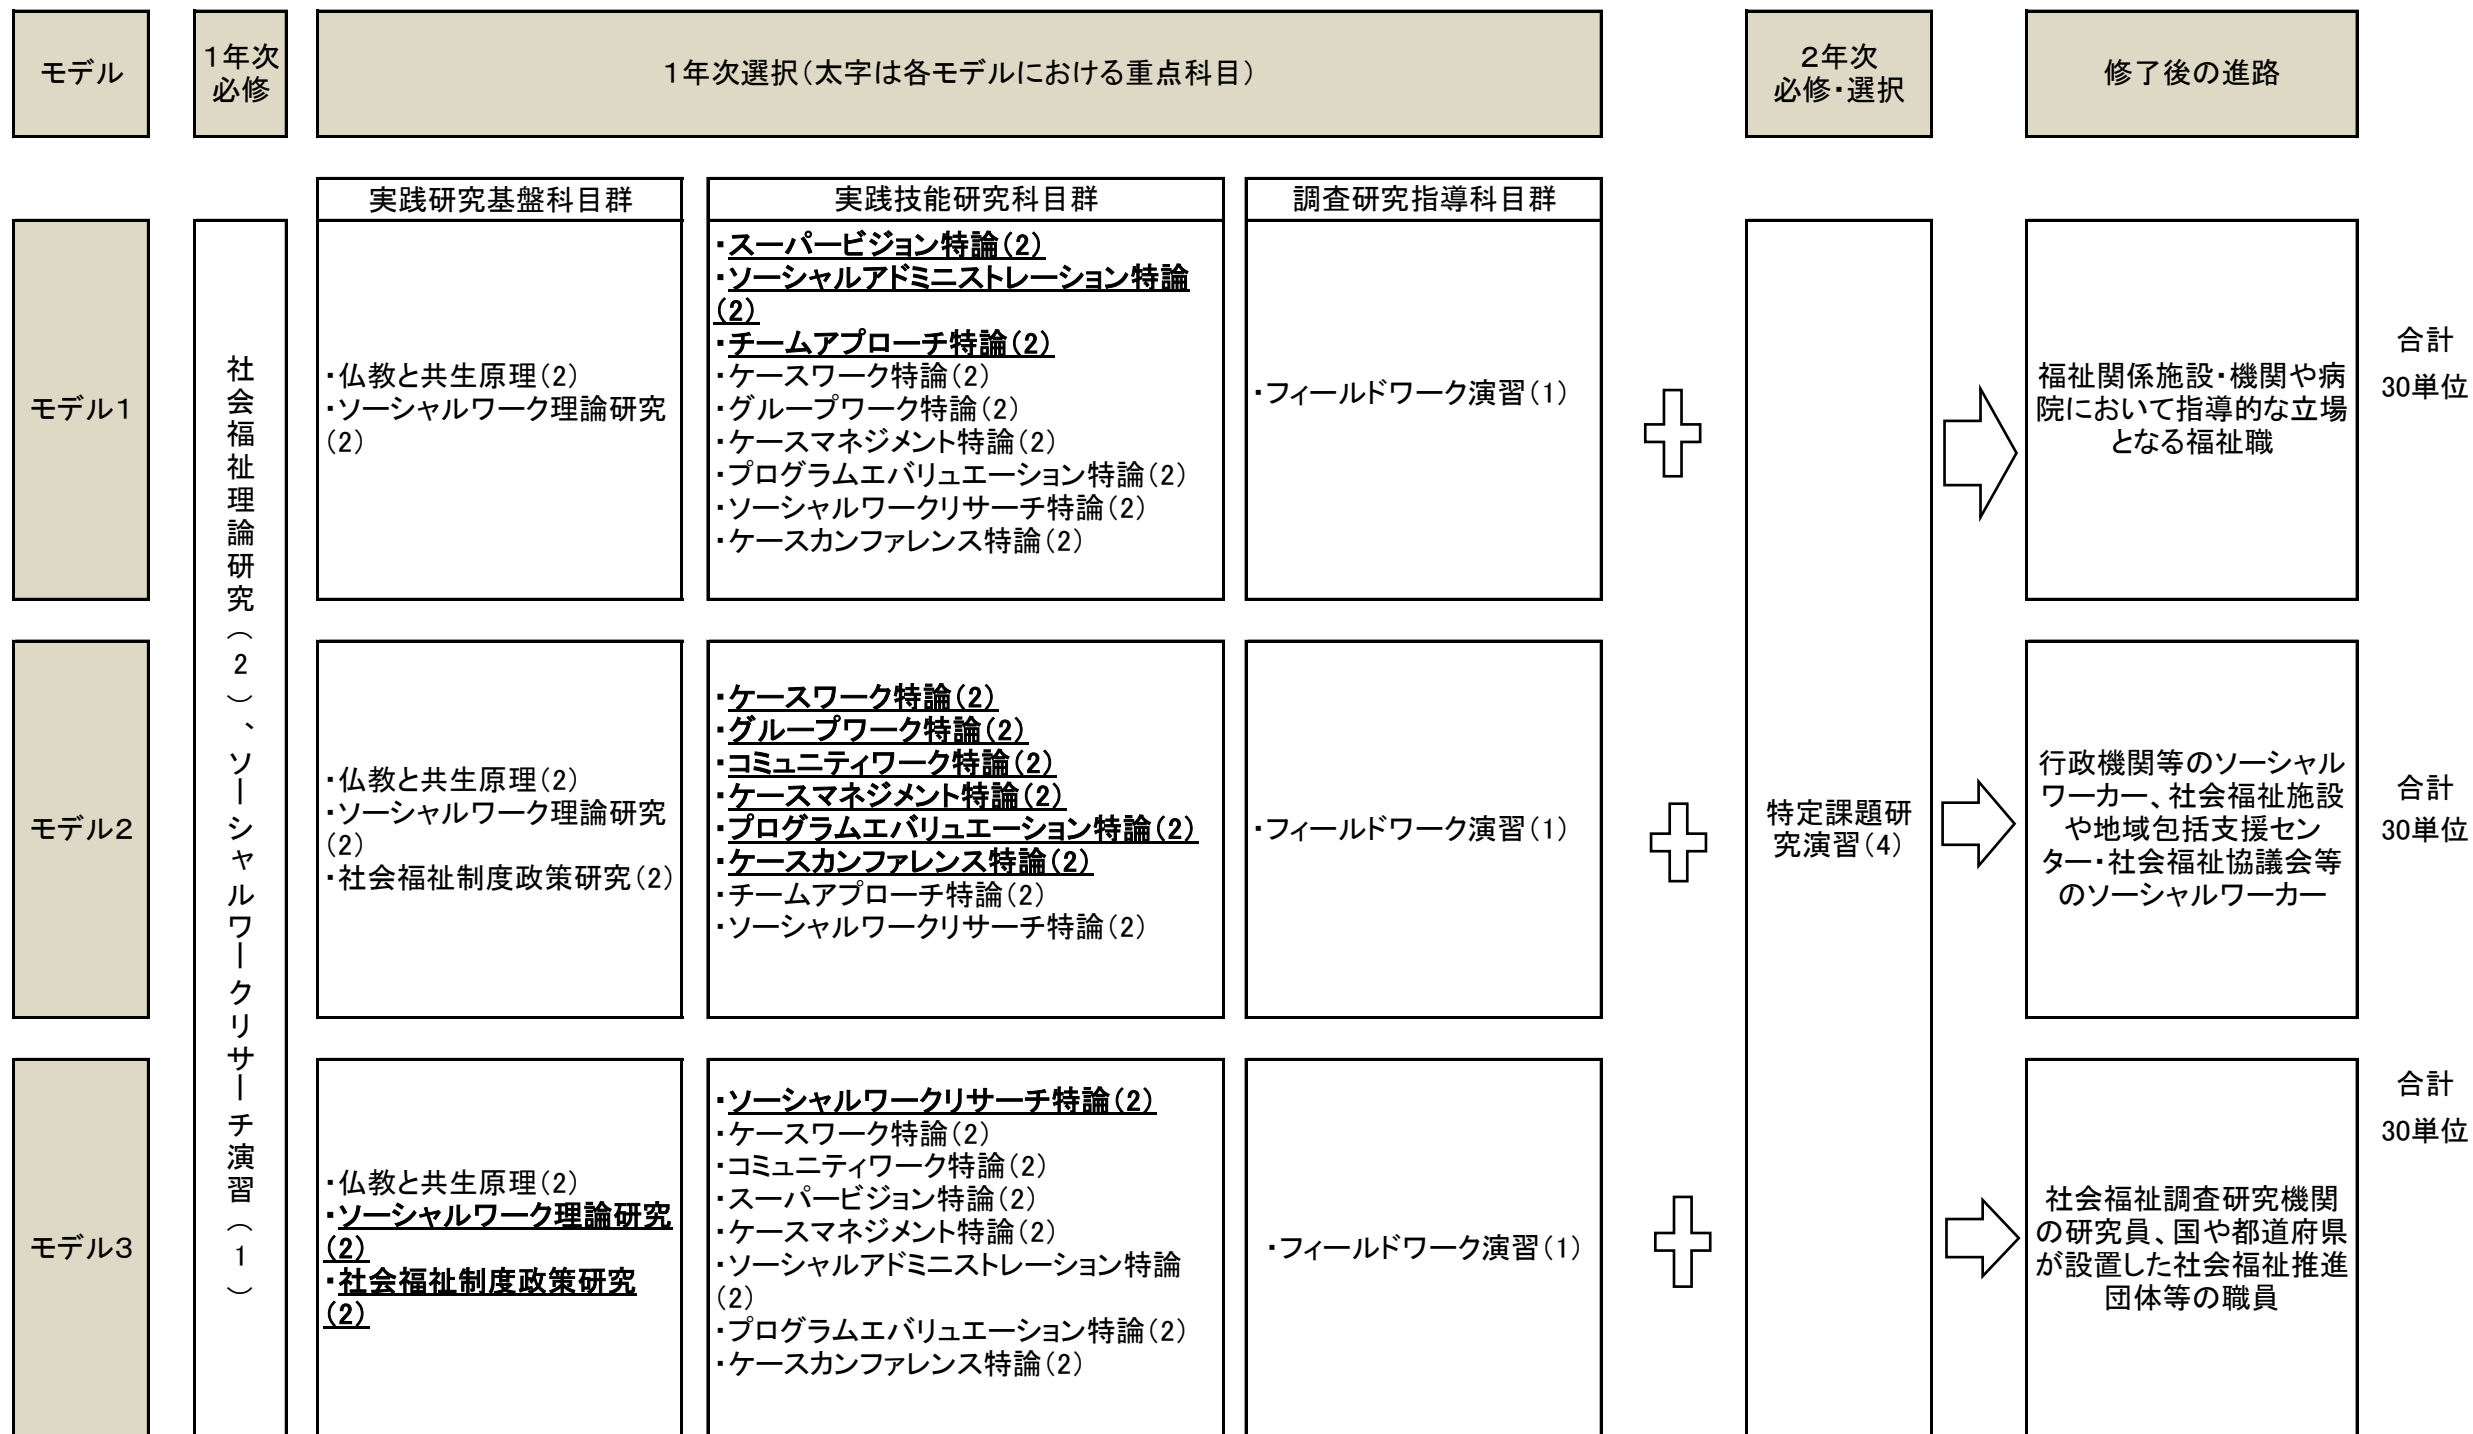 モデル
1年次
必修
1年次選択(太字は各モデルにおける重点科目)
2年次
必修・選択
修了後の進路
実践研究基盤科目群
実践技能研究科目群
調査研究指導科目群
モデル1
社会福祉理論研究(2)、ソーシャルワークリサーチ演習(1)
・仏教と共生原理(2)
・ソーシャルワーク理論研究
(2)
・スーパービジョン特論(2)
・ソーシャルアドミニストレーション特論
(2)
・チームアプローチ特論(2)
・ケースワーク特論(2)
・グループワーク特論(2)
・ケースマネジメント特論(2)
・プログラムエバリュエーション特論(2)
・ソーシャルワークリサーチ特論(2)
・ケースカンファレンス特論(2)
・フィールドワーク演習(1)
福祉関係施設・機関や病
院において指導的な立場
となる福祉職
合計
30単位
モデル2
・仏教と共生原理(2)
・ソーシャルワーク理論研究
(2)
・社会福祉制度政策研究(2)
・ケースワーク特論(2)
・グループワーク特論(2)
・コミュニティワーク特論(2)
・ケースマネジメント特論(2)
・プログラムエバリュエーション特論(2)
・ケースカンファレンス特論(2)
・チームアプローチ特論(2)
・ソーシャルワークリサーチ特論(2)
・フィールドワーク演習(1)
特定課題研
究演習(4)
行政機関等のソーシャル
ワーカー、社会福祉施設
や地域包括支援セン
ター・社会福祉協議会等
のソーシャルワーカー
合計
30単位
モデル3
・仏教と共生原理(2)
・ソーシャルワーク理論研究
(2)
・社会福祉制度政策研究
(2)
・ソーシャルワークリサーチ特論(2)
・ケースワーク特論(2)
・コミュニティワーク特論(2)
・スーパービジョン特論(2)
・ケースマネジメント特論(2)
・ソーシャルアドミニストレーション特論
(2)
・プログラムエバリュエーション特論(2)
・ケースカンファレンス特論(2)
・フィールドワーク演習(1)
社会福祉調査研究機関
の研究員、国や都道府県
が設置した社会福祉推進
団体等の職員
合計
30単位